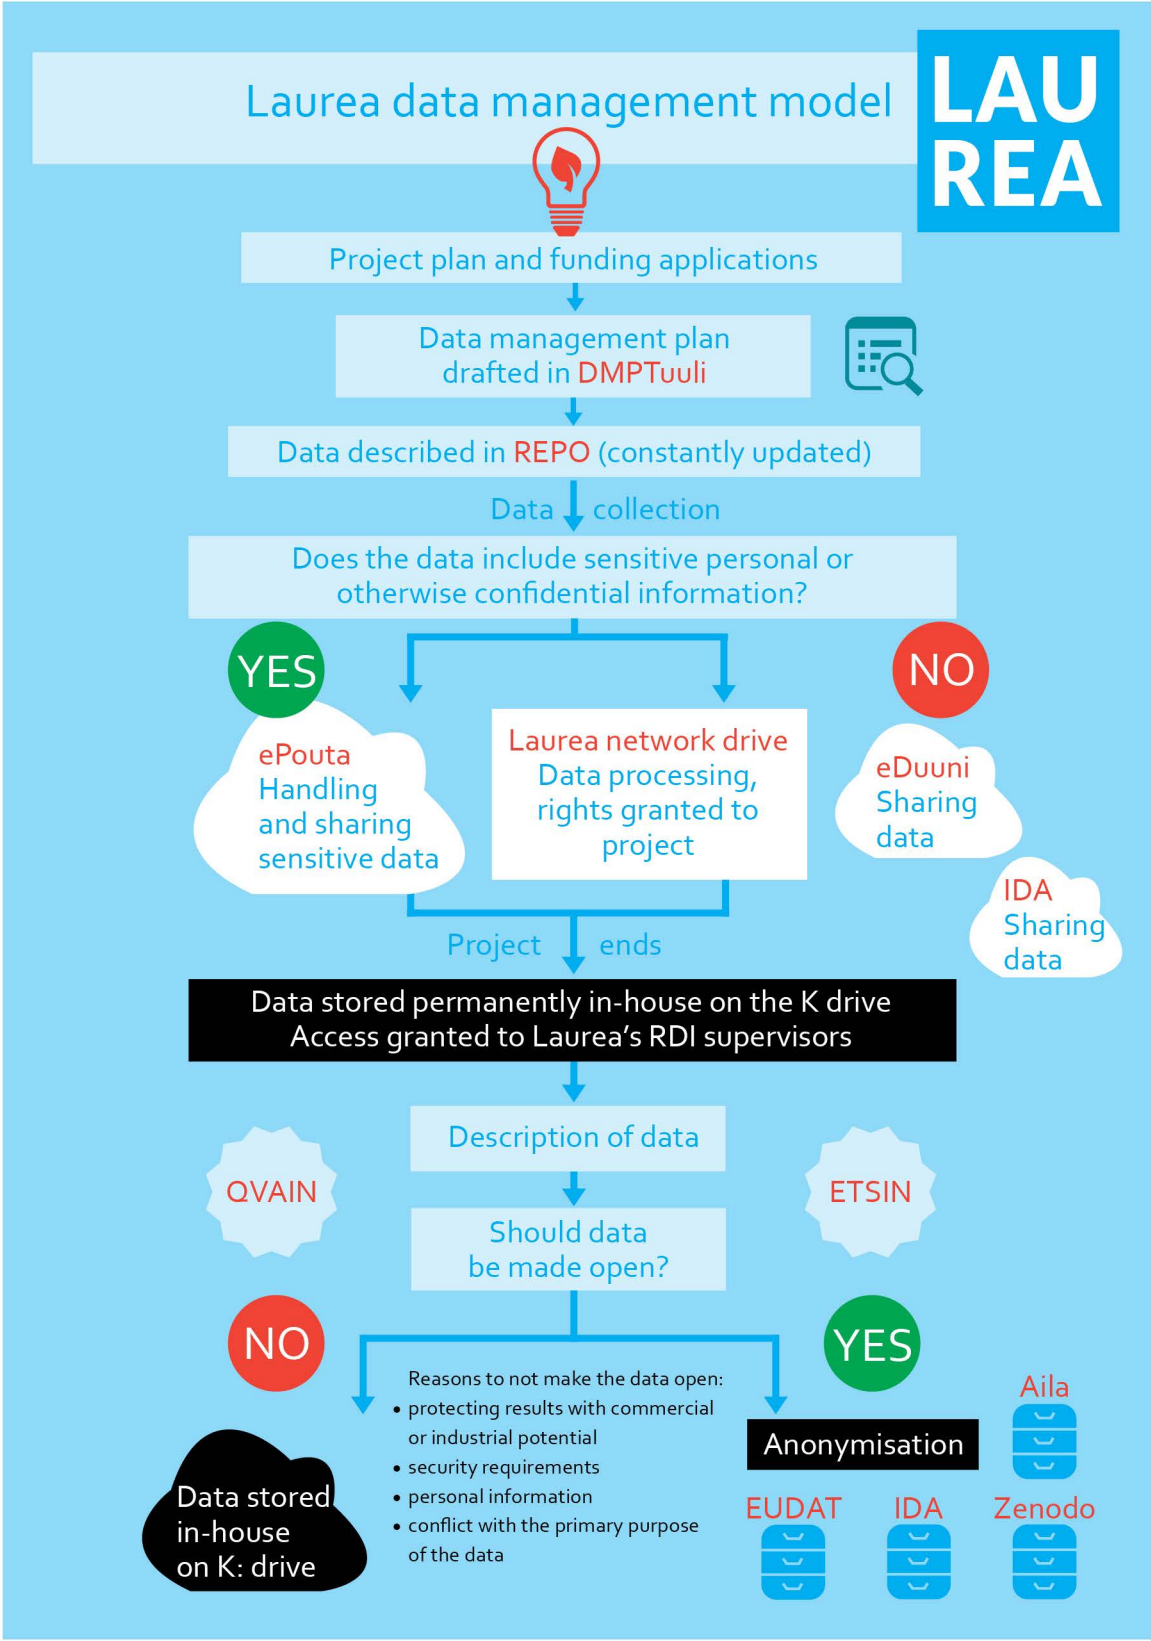 Laurea data management model
LAU
REA
Project plan and funding applications
Data management plan
drafted in DMPTuuli
Data described in REPO (constantly updated)
Data collection
Does the data include sensitive personal or
otherwise confidential information?
YES
NO
ePouta
Handling
and sharing
sensitive data
Laurea network drive
Data processing,
rights granted to
project
eDuuni
Sharing
data
IDA
Sharing
data
Project ends
Data stored permanently in-house on the K drive
Access granted to Laurea’s RDI supervisors
Description of data
QVAIN
ETSIN
Should data
be made open?
NO
YES
Data stored
in-house
on K: drive
Reasons to not make the data open:
• protecting results with commercial
or industrial potential
• security requirements
• personal information
• conflict with the primary purpose
of the data
Anonymisation
Aila
EUDAT
IDA
Zenodo